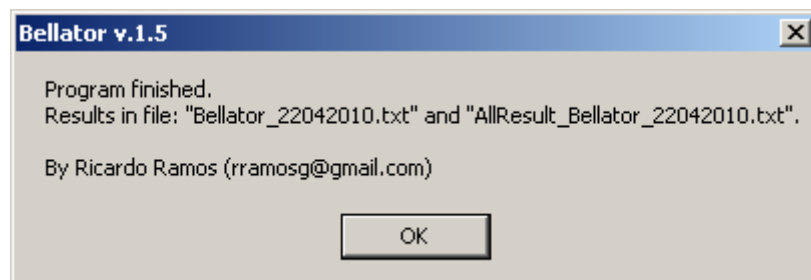 Bellator v.1.5
Program finished.
Results in file: "Bellator_22042010.txt" and "AllResult_Bellator_22042010.txt".
By Ricardo Ramos (rramosg@gmail.com)
OK